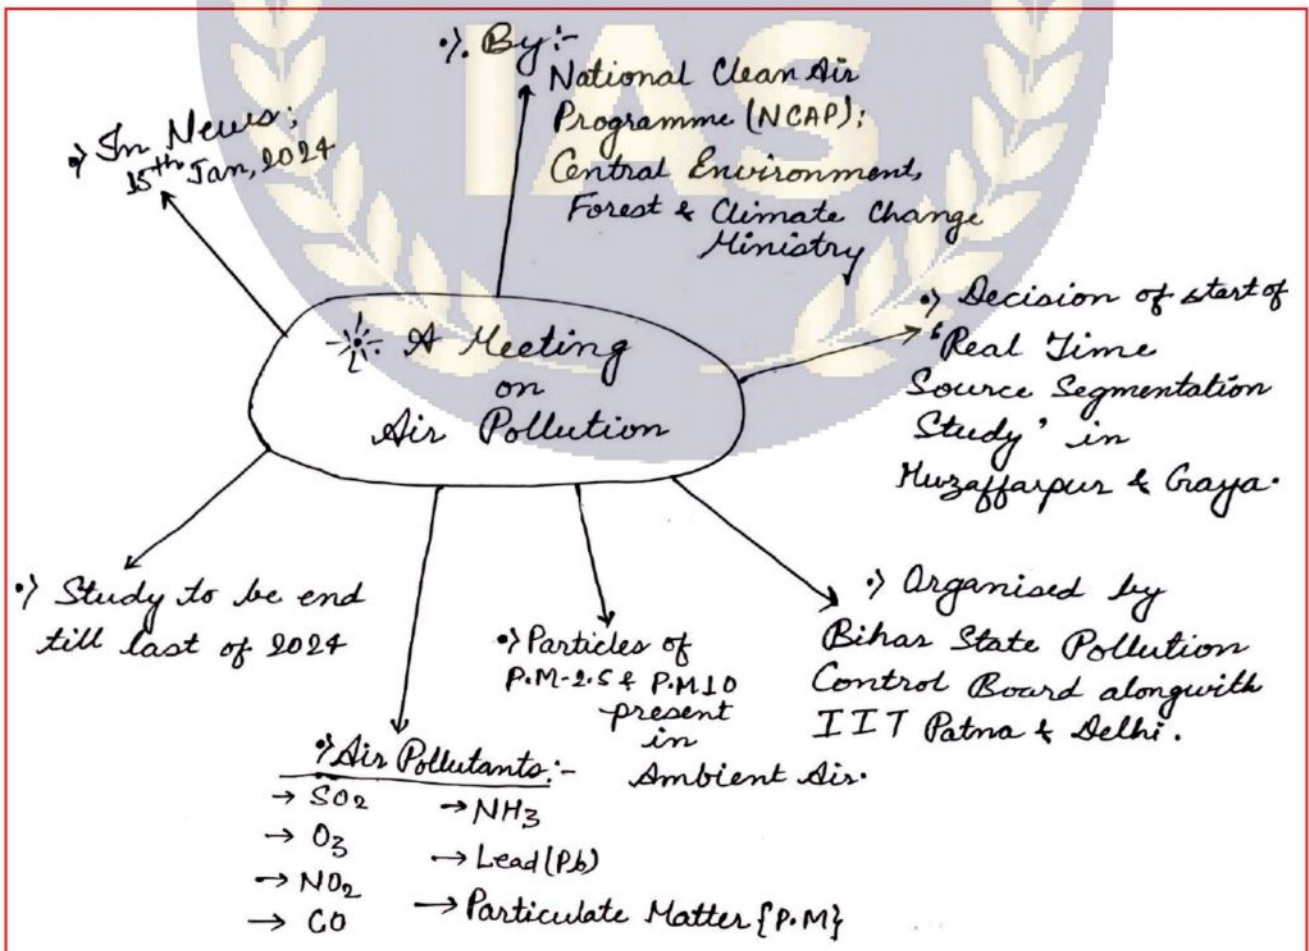 IAS
•⟩. By:-
National Clean Air
Programme (NCAP);
Central Environment,
Forest & Climate Change
Ministry
•⟩ In News;
15th Jan, 2024
•⟩ Decision of start of
'Real Time
Source Segmentation
Study' in
Muzaffarpur & Gaya.
A Meeting
on
Air Pollution
•⟩ Study to be end
till last of 2024
•⟩ Air Pollutants:-
→ SO2
→ O3
→ NO2
→ CO
→ NH3
→ Lead (Pb)
→ Particulate Matter {P.M}
•⟩ Particles of
P.M-2.5 & P.M10
present
in
Ambient Air.
•⟩ Organised by
Bihar State Pollution
Control Board alongwith
IIT Patna & Delhi.